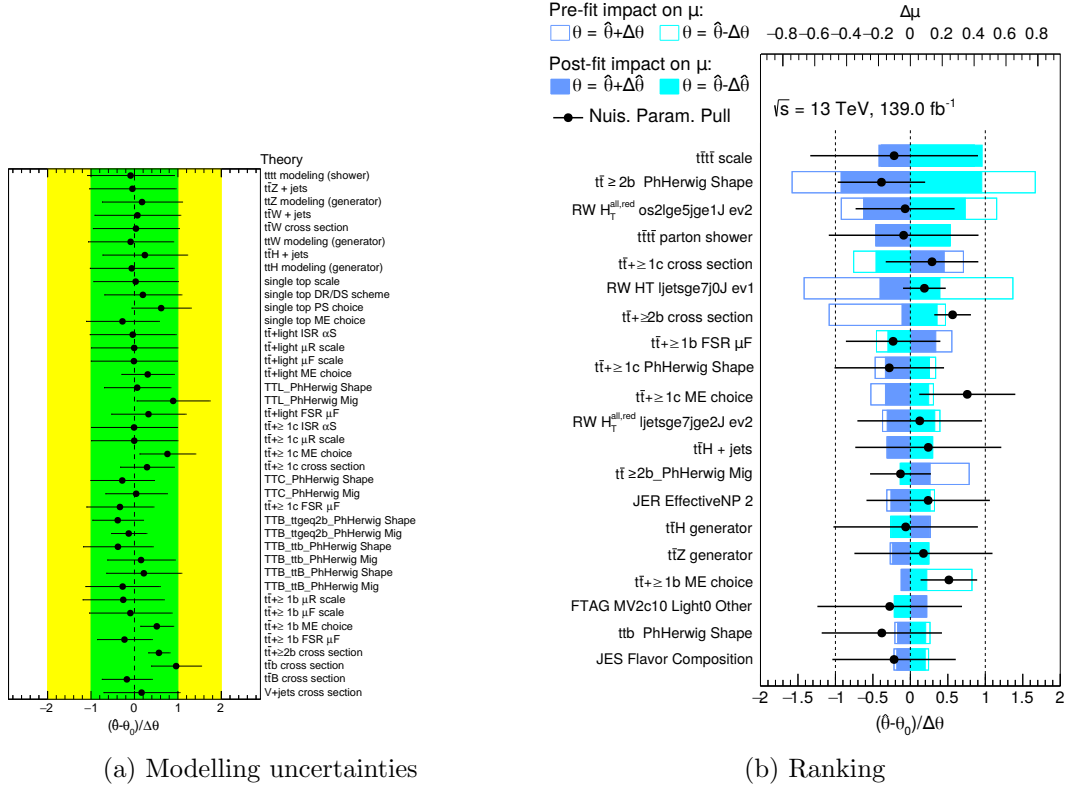 Theory
tttt modeling (shower)
tt̄Z + jets
ttZ modeling (generator)
tt̄W + jets
tt̄W cross section
ttW modeling (generator)
tt̄H + jets
ttH modeling (generator)
single top scale
single top DR/DS scheme
single top PS choice
single top ME choice
tt̄+light ISR αS
tt̄+light μR scale
tt̄+light μF scale
tt̄+light ME choice
TTL_PhHerwig Shape
TTL_PhHerwig Mig
tt̄+light FSR μF
tt̄+≥ 1c ISR αS
tt̄+≥ 1c μR scale
tt̄+≥ 1c ME choice
tt̄+≥ 1c cross section
TTC_PhHerwig Shape
TTC_PhHerwig Mig
tt̄+≥ 1c FSR μF
TTB_ttgeq2b_PhHerwig Shape
TTB_ttgeq2b_PhHerwig Mig
TTB_ttb_PhHerwig Shape
TTB_ttb_PhHerwig Mig
TTB_ttB_PhHerwig Shape
TTB_ttB_PhHerwig Mig
tt̄+≥ 1b μR scale
tt̄+≥ 1b μF scale
tt̄+≥ 1b ME choice
tt̄+≥ 1b FSR μF
tt̄+≥2b cross section
tt̄b cross section
tt̄B cross section
V+jets cross section
−2 −1 0 1 2
(θ̂-θ₀)/Δθ
(a) Modelling uncertainties
Pre-fit impact on μ:
θ = θ̂+Δθ θ = θ̂-Δθ
Post-fit impact on μ:
θ = θ̂+Δθ̂ θ = θ̂-Δθ̂
Nuis. Param. Pull
Δμ
−0.8 −0.6 −0.4 −0.2 0 0.2 0.4 0.6 0.8
√s = 13 TeV, 139.0 fb⁻¹
tt̄tt̄ scale
tt̄ ≥ 2b PhHerwig Shape
RW H_T^all,red os2lge5jge1J ev2
tt̄tt̄ parton shower
tt̄+≥ 1c cross section
RW HT ljetsge7j0J ev1
tt̄+≥2b cross section
tt̄+≥ 1b FSR μF
tt̄+≥ 1c PhHerwig Shape
tt̄+≥ 1c ME choice
RW H_T^all,red ljetsge7jge2J ev2
tt̄H + jets
tt̄ ≥2b_PhHerwig Mig
JER EffectiveNP 2
tt̄H generator
tt̄Z generator
tt̄+≥ 1b ME choice
FTAG MV2c10 Light0 Other
ttb PhHerwig Shape
JES Flavor Composition
−2 −1.5 −1 −0.5 0 0.5 1 1.5 2
(θ̂-θ₀)/Δθ
(b) Ranking